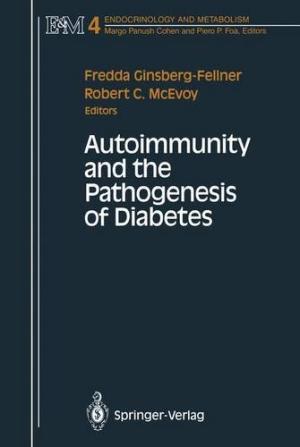 E&M 4 ENDOCRINOLOGY AND METABOLISM
Margo Panush Cohen and Piero P. Foà, Editors
Fredda Ginsberg-Fellner
Robert C. McEvoy
Editors
Autoimmunity
and the
Pathogenesis
of Diabetes
Springer-Verlag